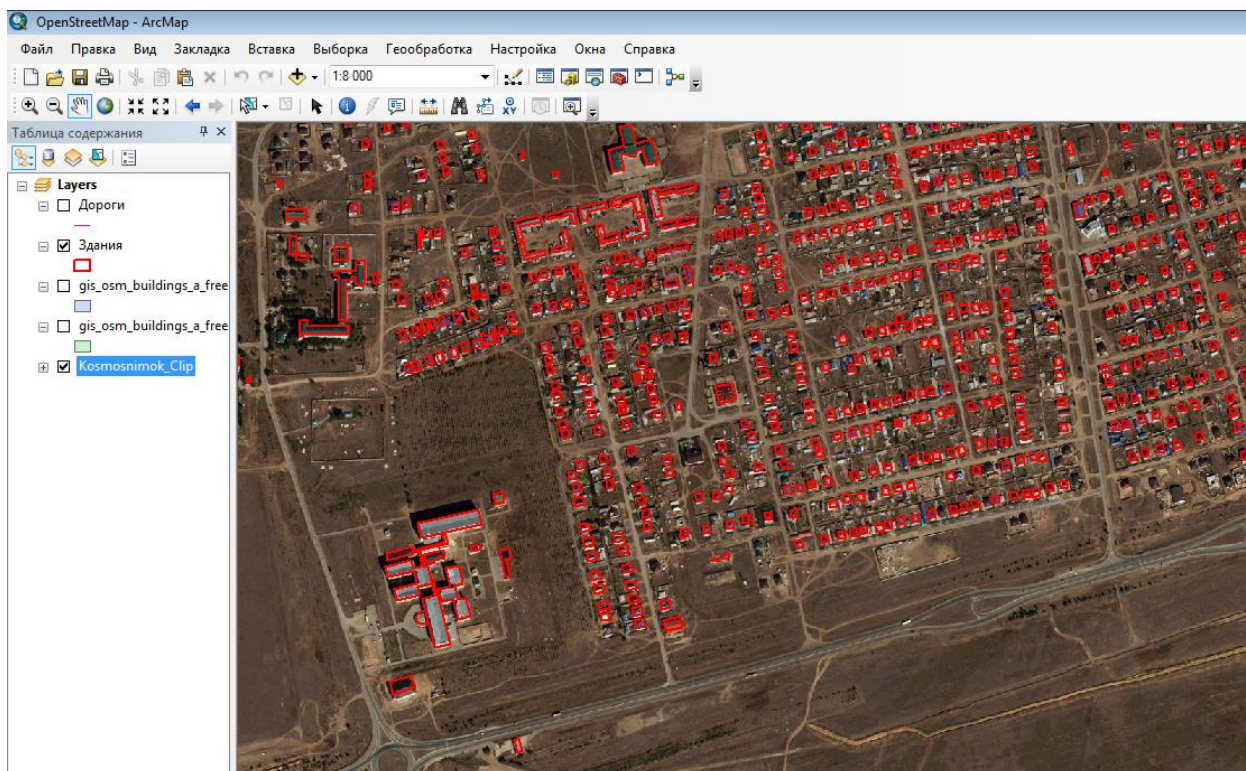 OpenStreetMap - ArcMap
Файл Правка Вид Закладка Вставка Выборка Геообработка Настройка Окна Справка
1:8 000
XY
Таблица содержания
Layers
Дороги
Здания
gis_osm_buildings_a_free
gis_osm_buildings_a_free
Kosmosnimok_Clip